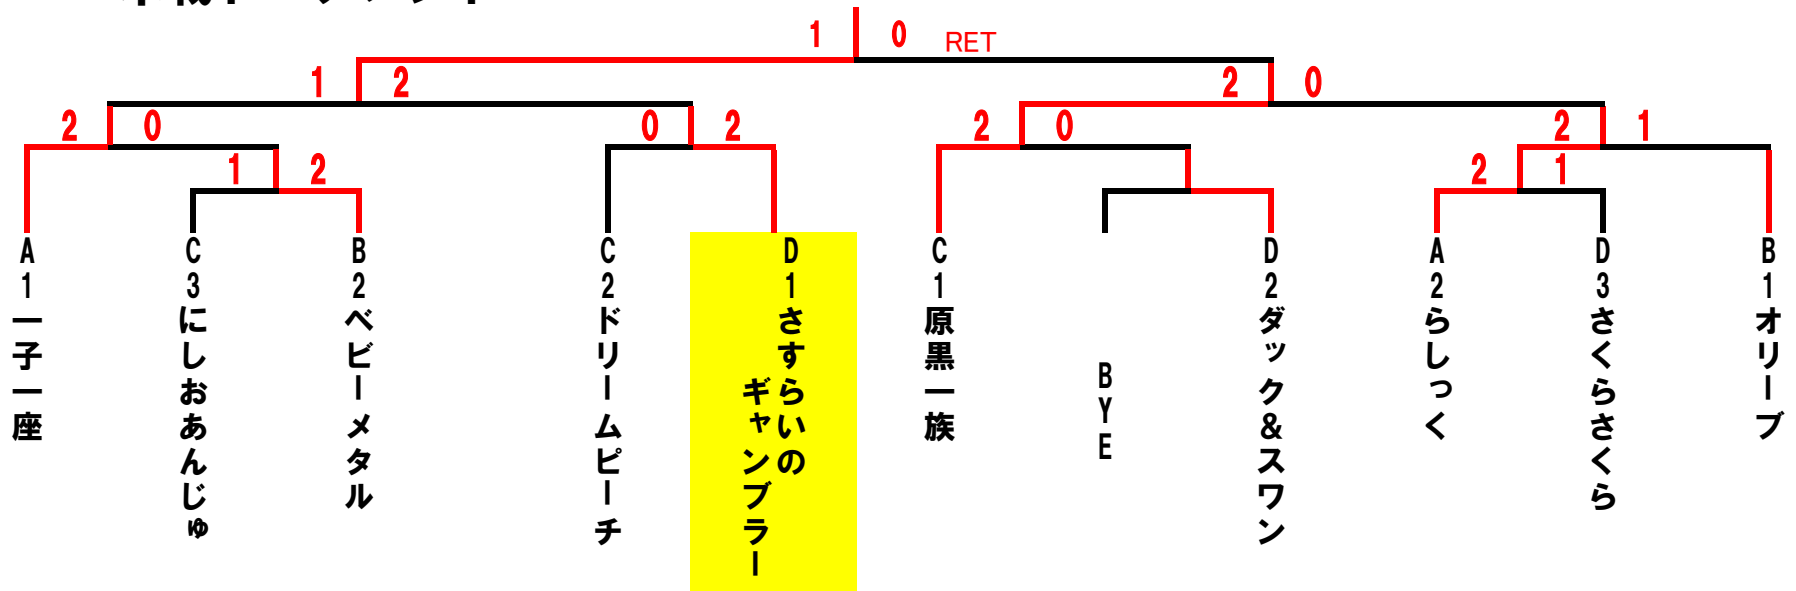 1 0 RET
1 2 2 0
2 0 0 2 2 0 2 1
1 2 2 1
A1一子一座
C3にしおあんじゅ
B2ベビーメタル
C2ドリームピーチ
D1さすらいの
ギャンブラー
C1原黒一族
BYE
D2ダック&スワン
A2らしっく
D3さくらさくら
B1オリーブ